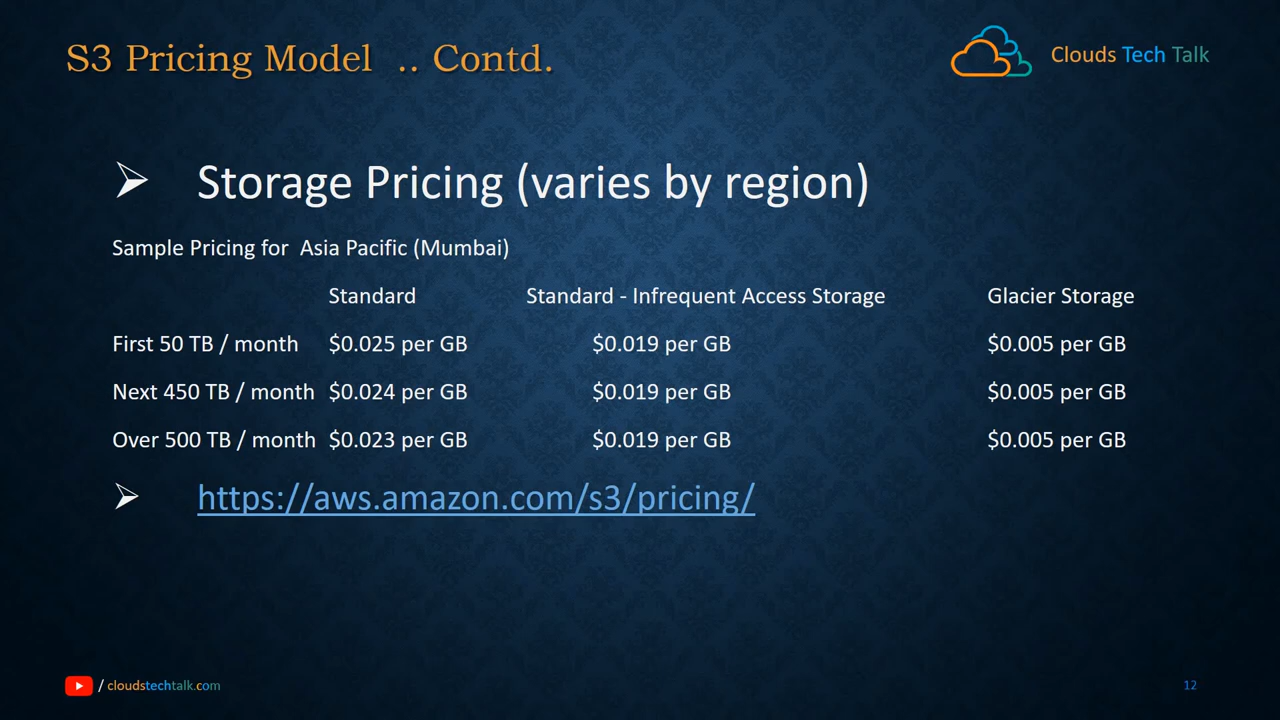 S3 Pricing Model .. Contd.
Clouds Tech Talk
Storage Pricing (varies by region)
Sample Pricing for Asia Pacific (Mumbai)
Standard Standard - Infrequent Access Storage Glacier Storage
First 50 TB / month $0.025 per GB $0.019 per GB $0.005 per GB
Next 450 TB / month $0.024 per GB $0.019 per GB $0.005 per GB
Over 500 TB / month $0.023 per GB $0.019 per GB $0.005 per GB
https://aws.amazon.com/s3/pricing/
/ cloudstechtalk.com
12